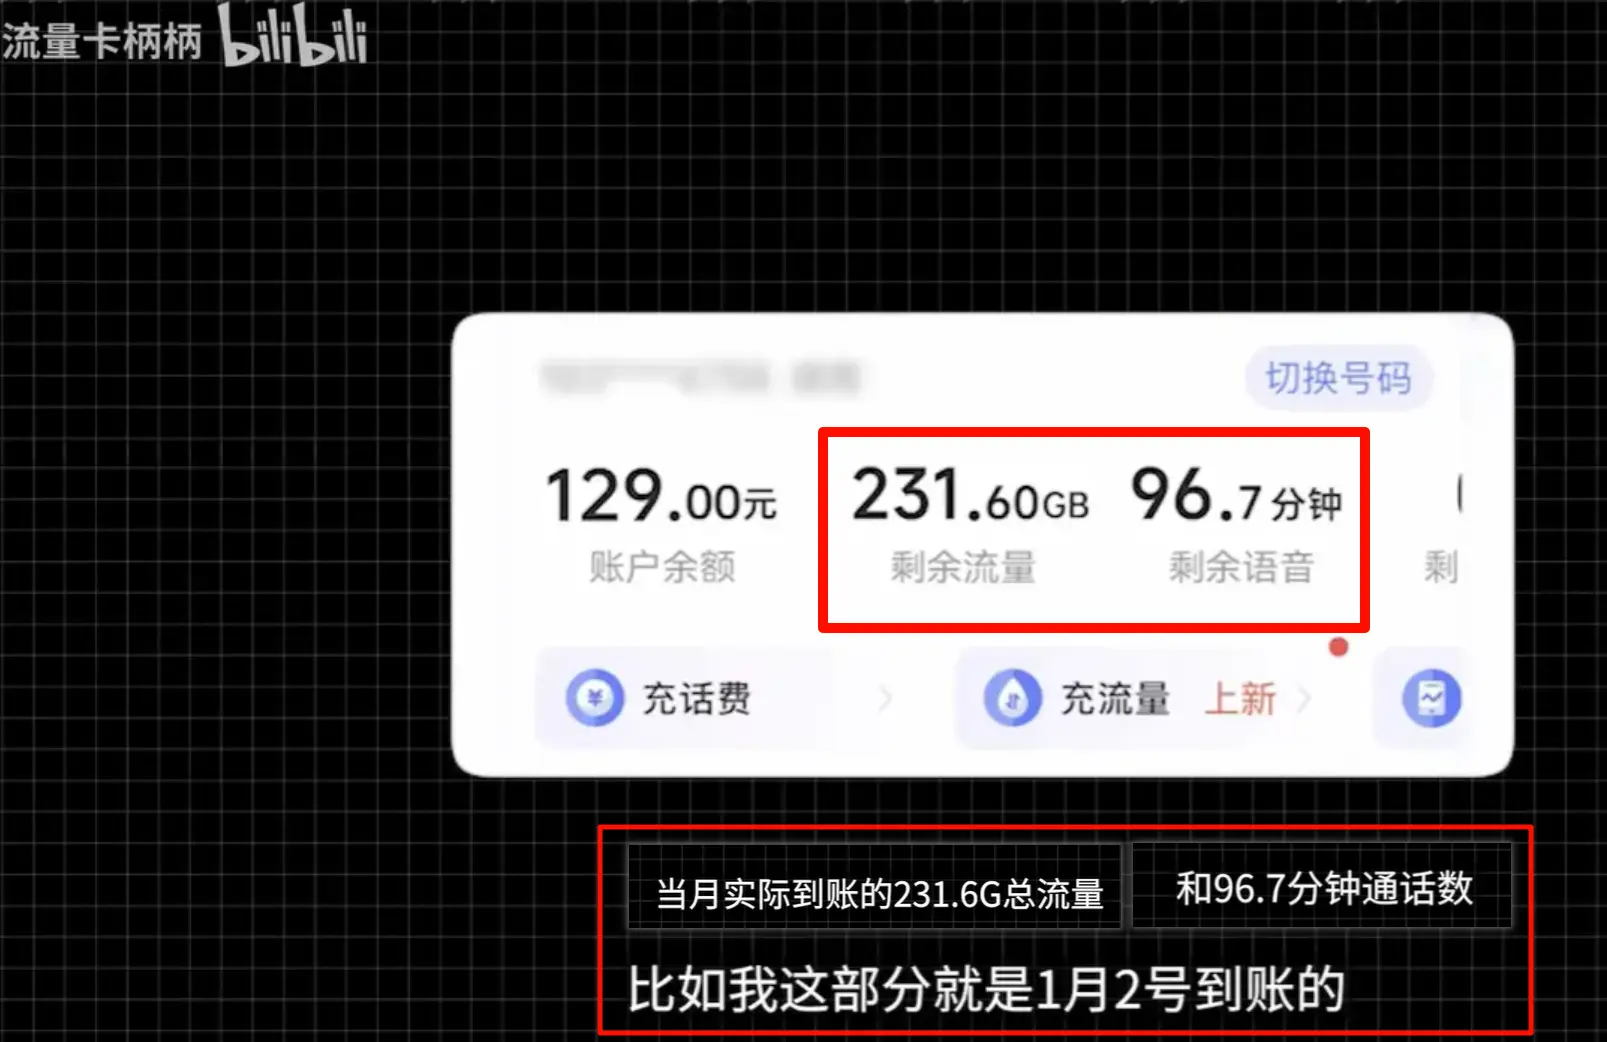 流量卡柄柄 bilibili
切换号码
129.00元 231.60GB 96.7分钟
账户余额 剩余流量 剩余语音 剩
充话费 充流量 上新
当月实际到账的231.6G总流量 和96.7分钟通话数
比如我这部分就是1月2号到账的